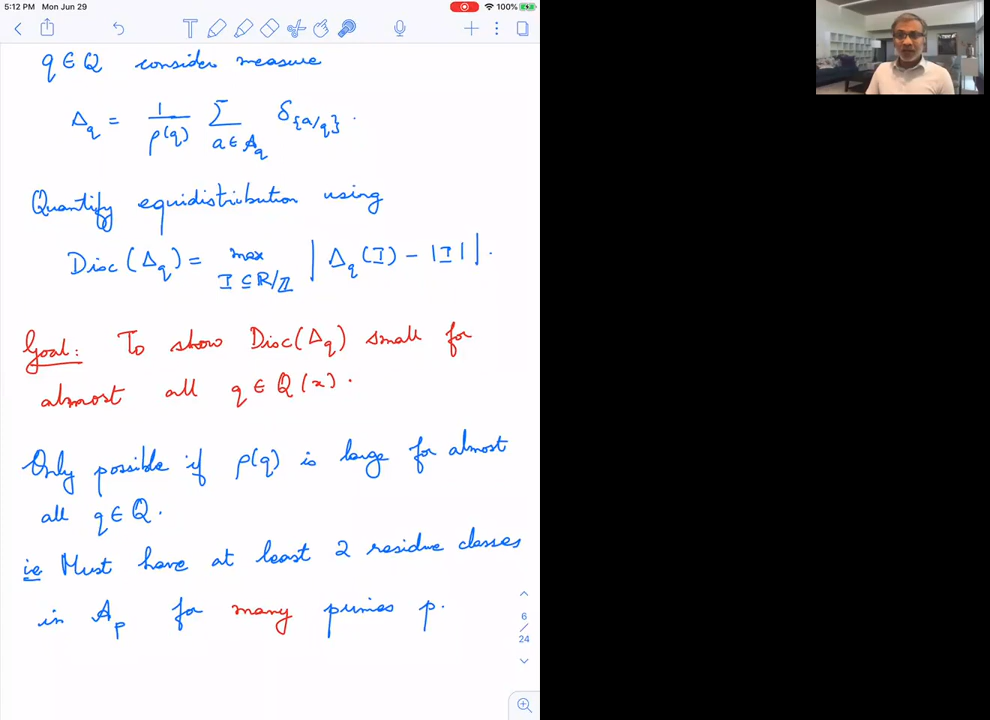 5:12 PM Mon Jun 29
100%
q ∈ Q consider measure
Δ_q = 1/ρ(q) Σ_{a ∈ A_q} δ_{{a/q}}.
Quantify equidistribution using
Disc(Δ_q) = max_{I ⊆ ℝ/ℤ} | Δ_q(I) − |I| |.
Goal: To show Disc(Δ_q) small for
almost all q ∈ Q(x).
Only possible if ρ(q) is large for almost
all q ∈ Q.
ie Must have at least 2 residue classes
in A_p for many primes p.
6
/
24